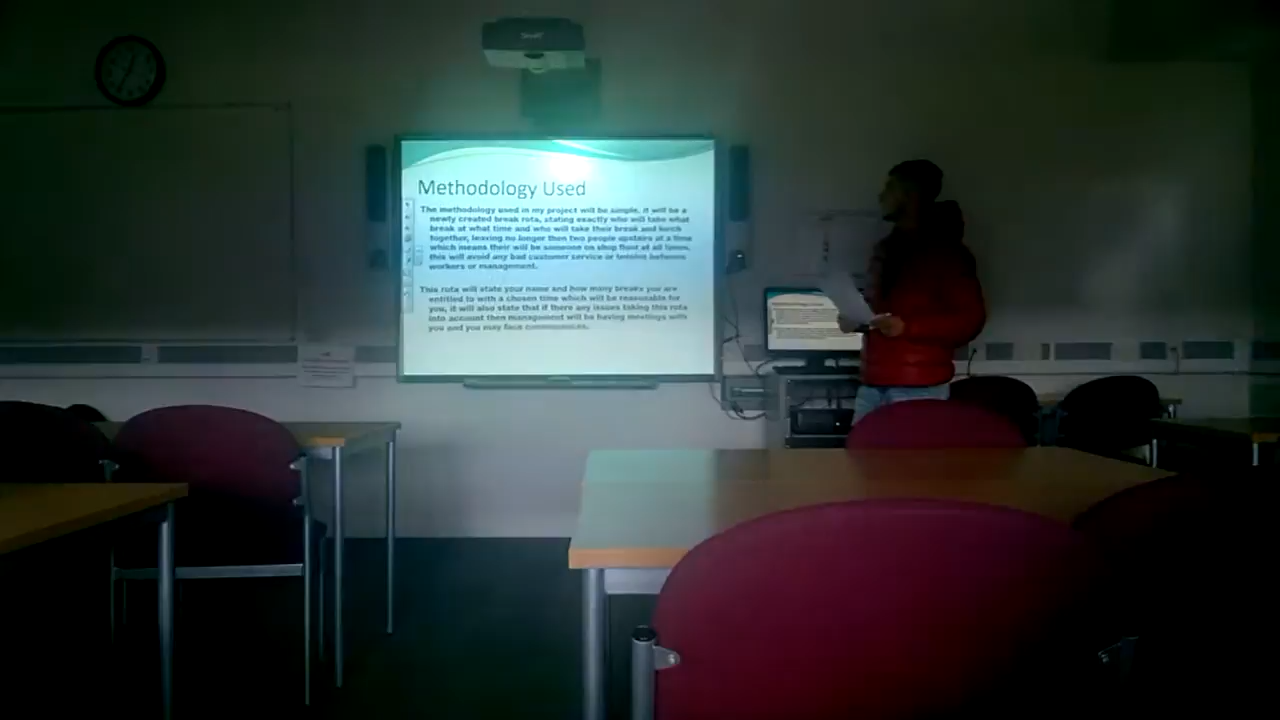 SMART
Methodology Used
The methodology used in my project will be simple, it will be a
newly created break rota, stating exactly who will take what
break at what time and who will take their break and lunch
together, leaving no longer then two people upstairs at a time
which means their will be someone on shop floor at all times,
this will avoid any bad customer service or tension between
workers or management.
This rota will state your name and how many breaks you are
entitled to with a chosen time which will be reasonable for
you, it will also state that if there any issues taking this rota
into account then management will be having meetings with
you and you may face consequences.